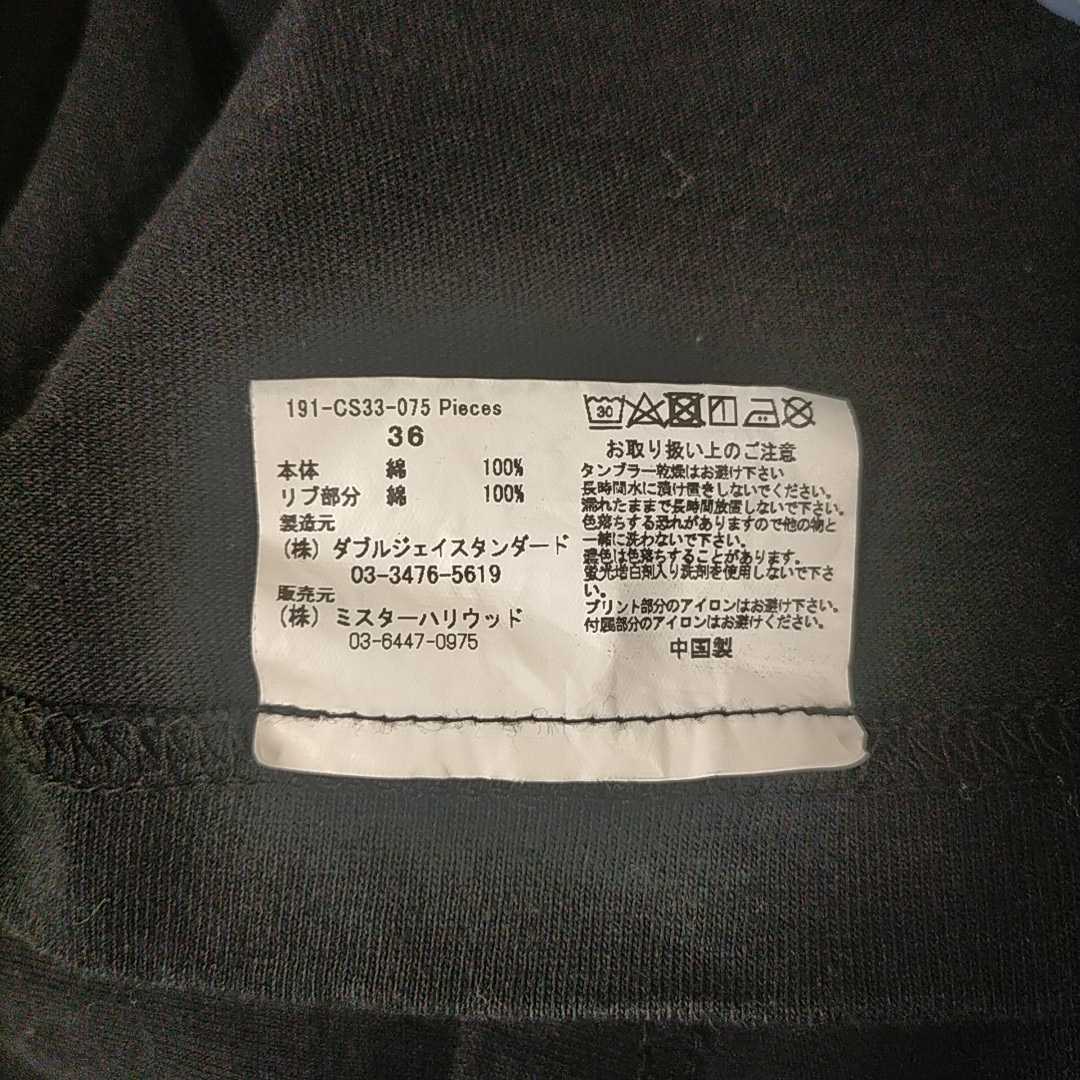 191-CS33-075 Pieces
36
本体 綿 100%
リブ部分 綿 100%
製造元
(株) ダブルジェイスタンダード
03-3476-5619
販売元
(株) ミスターハリウッド
03-6447-0975
30
お取り扱い上のご注意
タンブラー乾燥はお避け下さい
長時間水に漬け置きしないでください。
濡れたままで長時間放置しないで下さい。
色落ちする恐れがありますので他の物と
一緒に洗わないで下さい。
濃色は色落ちすることがあります。
蛍光増白剤入り洗剤を使用しないで下さ
い。
プリント部分のアイロンはお避け下さい。
付属部分のアイロンはお避けください。
中国製